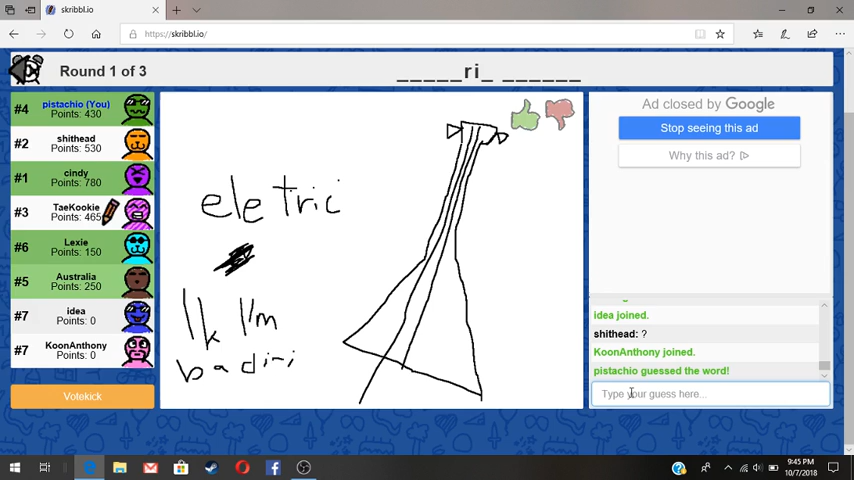 skribbl.io
https://skribbl.io/
Round 1 of 3
_____ri_ ______
#4 pistachio (You)
Points: 430
#2 shithead
Points: 530
#1 cindy
Points: 780
#3 TaeKookie
Points: 465
#6 Lexie
Points: 150
#5 Australia
Points: 250
#7 idea
Points: 0
#7 KoonAnthony
Points: 0
Votekick
eletric
Ik I'm
bad
Ad closed by Google
Stop seeing this ad
Why this ad?
idea joined.
shithead: ?
KoonAnthony joined.
pistachio guessed the word!
Type your guess here...
9:45 PM
10/7/2018